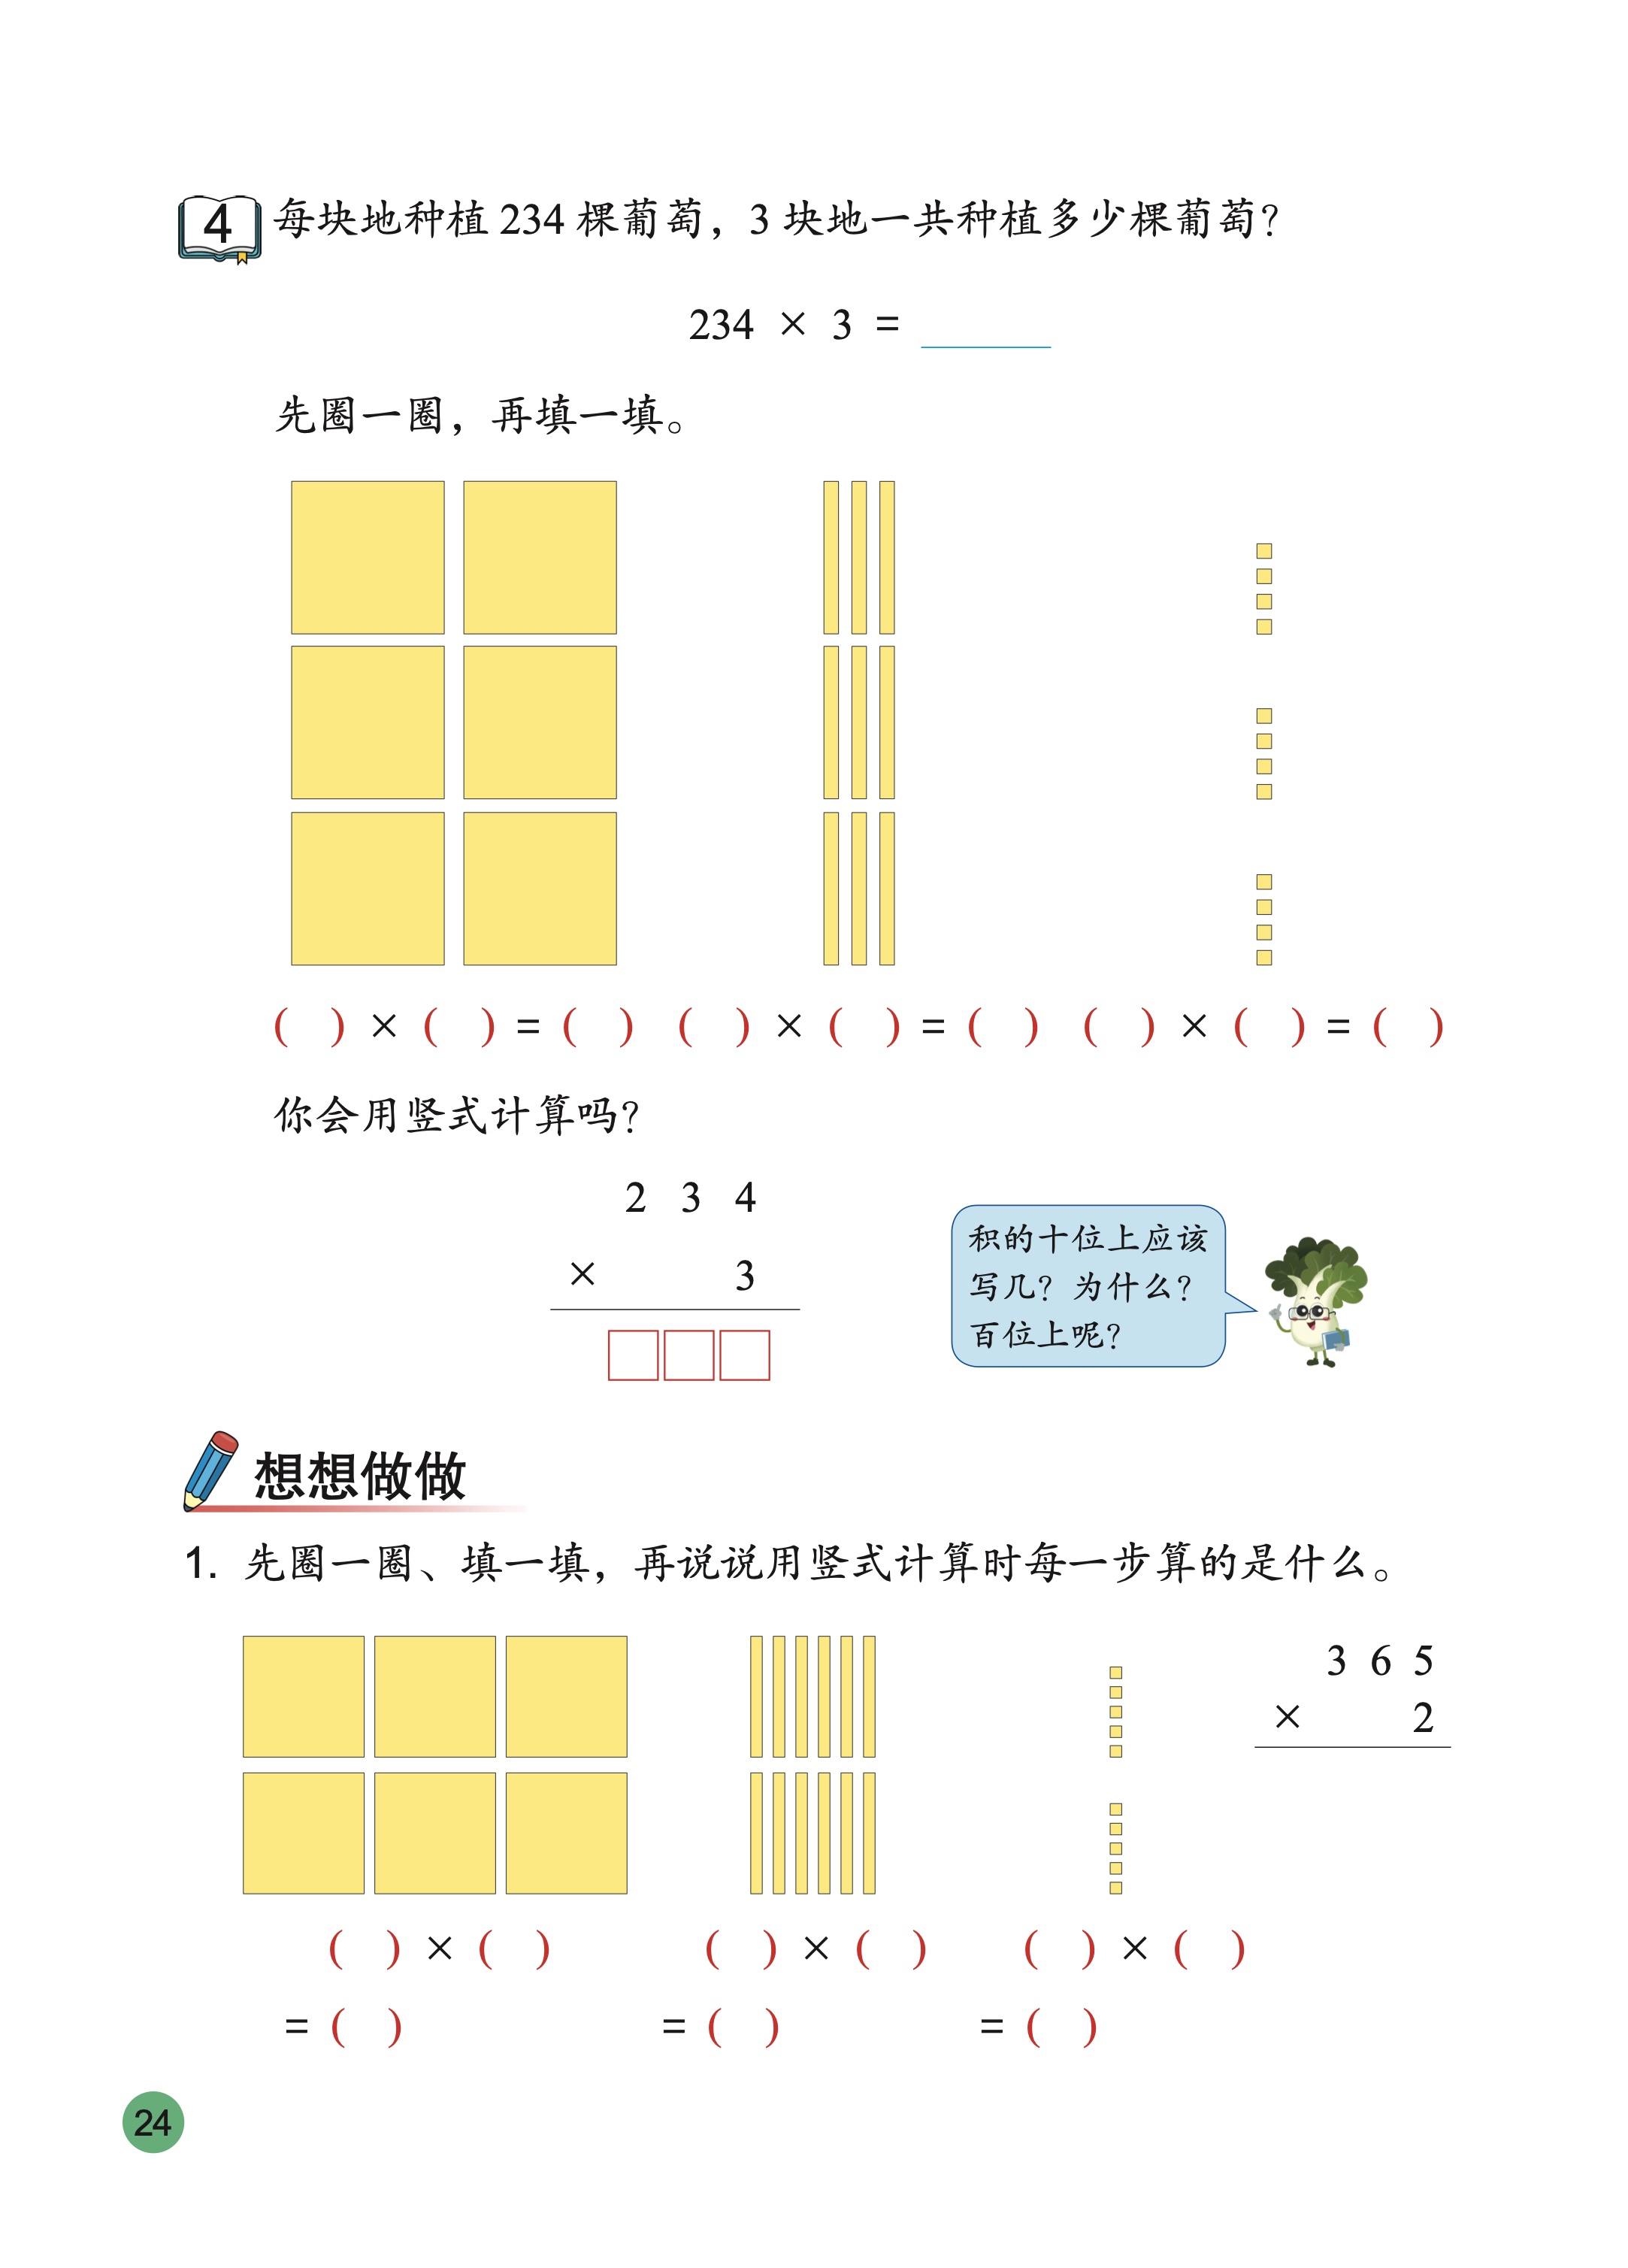 4 每块地种植 234 棵葡萄，3 块地一共种植多少棵葡萄？
234 × 3 = ______
先圈一圈，再填一填。
( ) × ( ) = ( ) ( ) × ( ) = ( ) ( ) × ( ) = ( )
你会用竖式计算吗？
2 3 4
× 3
积的十位上应该
写几？为什么？
百位上呢？
想想做做
1. 先圈一圈、填一填，再说说用竖式计算时每一步算的是什么。
3 6 5
× 2
( ) × ( ) ( ) × ( ) ( ) × ( )
= ( ) = ( ) = ( )
24